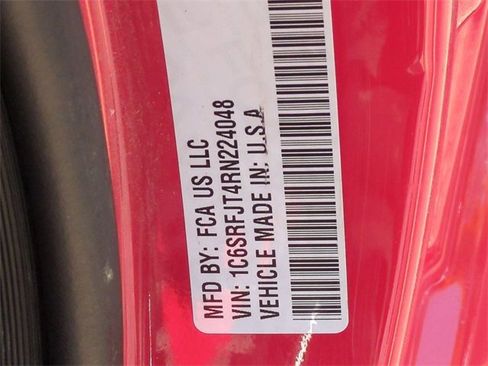 MFD BY: FCA US LLC
VIN: 1C6SRFJT4RN224048
VEHICLE MADE IN: U.S.A